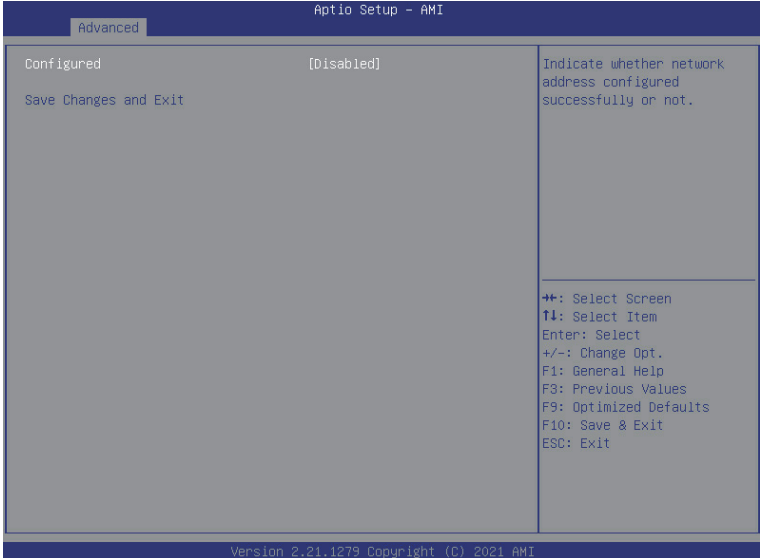 Aptio Setup – AMI
Advanced
Configured [Disabled]
Save Changes and Exit
Indicate whether network
address configured
successfully or not.
→←: Select Screen
↑↓: Select Item
Enter: Select
+/-: Change Opt.
F1: General Help
F3: Previous Values
F9: Optimized Defaults
F10: Save & Exit
ESC: Exit
Version 2.21.1279 Copyright (C) 2021 AMI